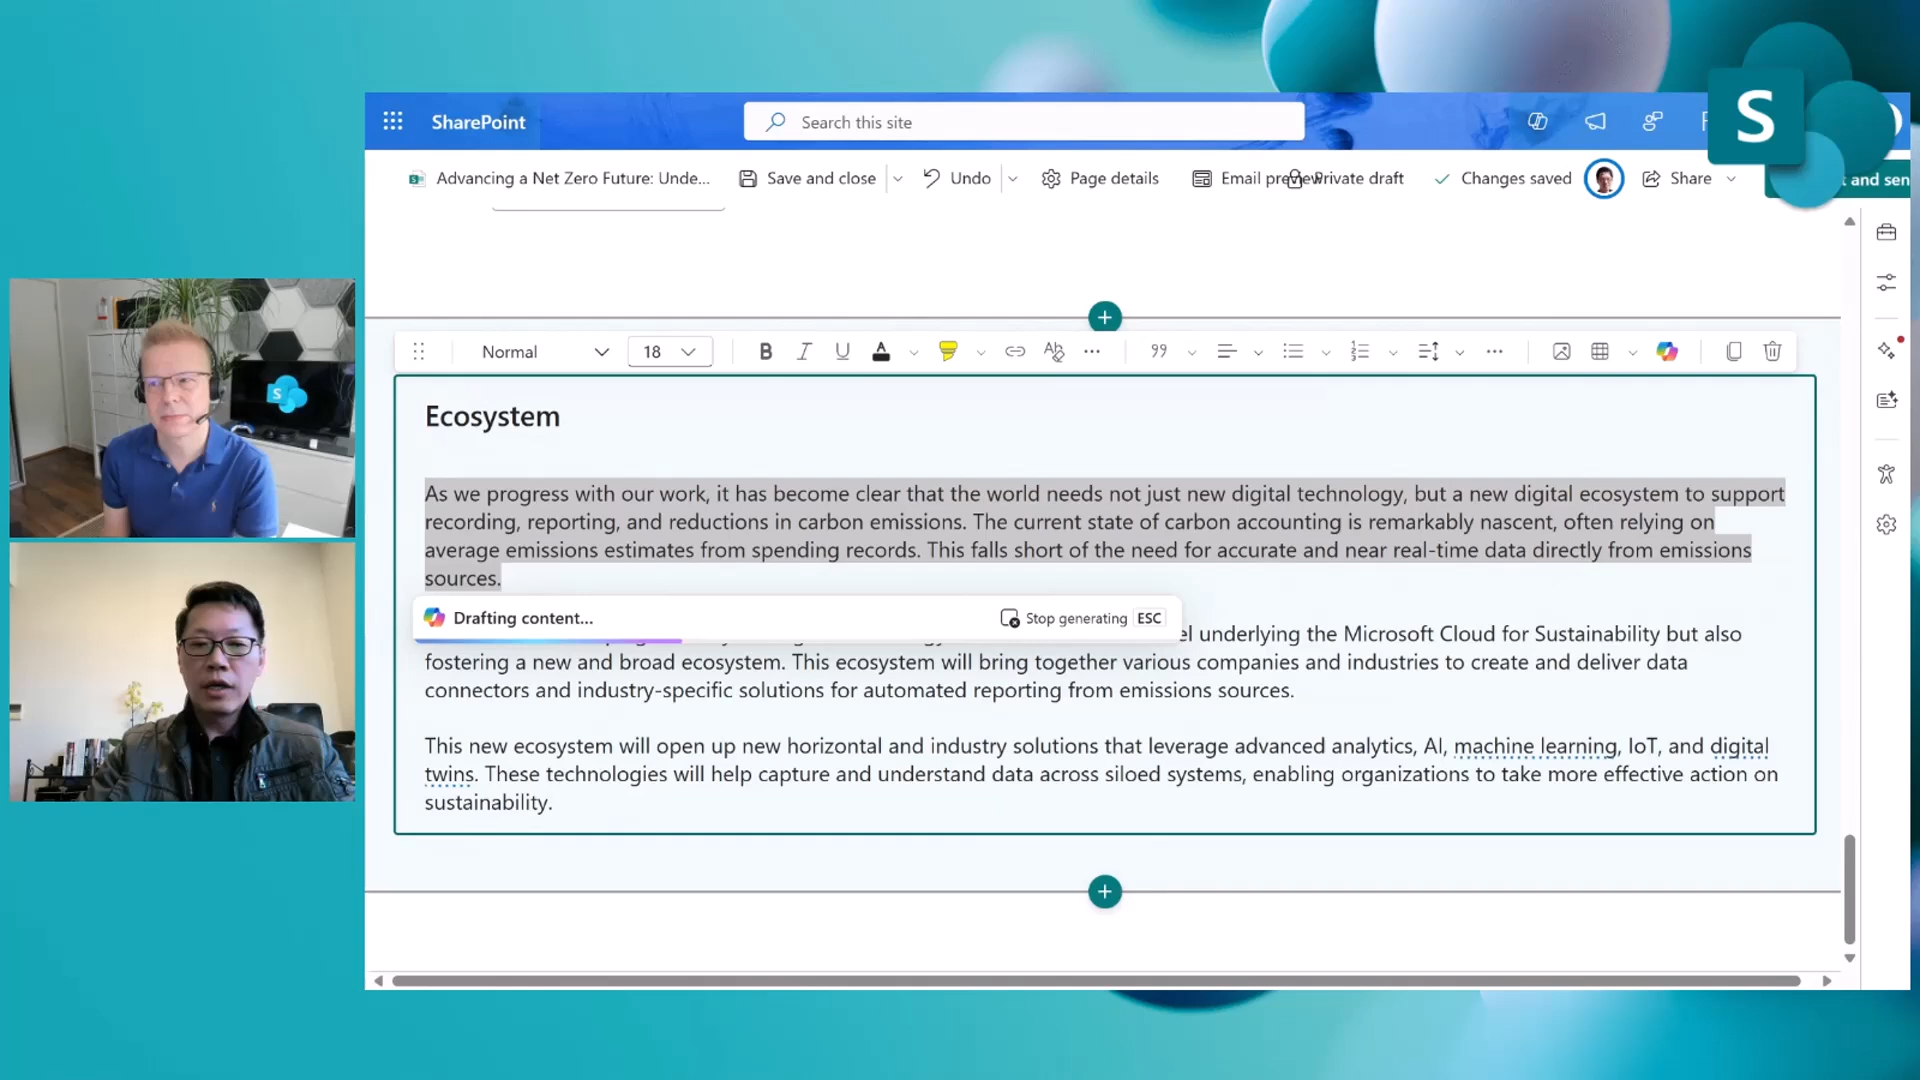 SharePoint
Search this site
S
Advancing a Net Zero Future: Unde...
Save and close
Undo
Page details
Email preview
Private draft
Changes saved
Share
and sen
Normal
18
Ecosystem
As we progress with our work, it has become clear that the world needs not just new digital technology, but a new digital ecosystem to support
recording, reporting, and reductions in carbon emissions. The current state of carbon accounting is remarkably nascent, often relying on
average emissions estimates from spending records. This falls short of the need for accurate and near real-time data directly from emissions
sources.
Drafting content...
Stop generating ESC
underlying the Microsoft Cloud for Sustainability but also
fostering a new and broad ecosystem. This ecosystem will bring together various companies and industries to create and deliver data
connectors and industry-specific solutions for automated reporting from emissions sources.
This new ecosystem will open up new horizontal and industry solutions that leverage advanced analytics, AI, machine learning, IoT, and digital
twins. These technologies will help capture and understand data across siloed systems, enabling organizations to take more effective action on
sustainability.